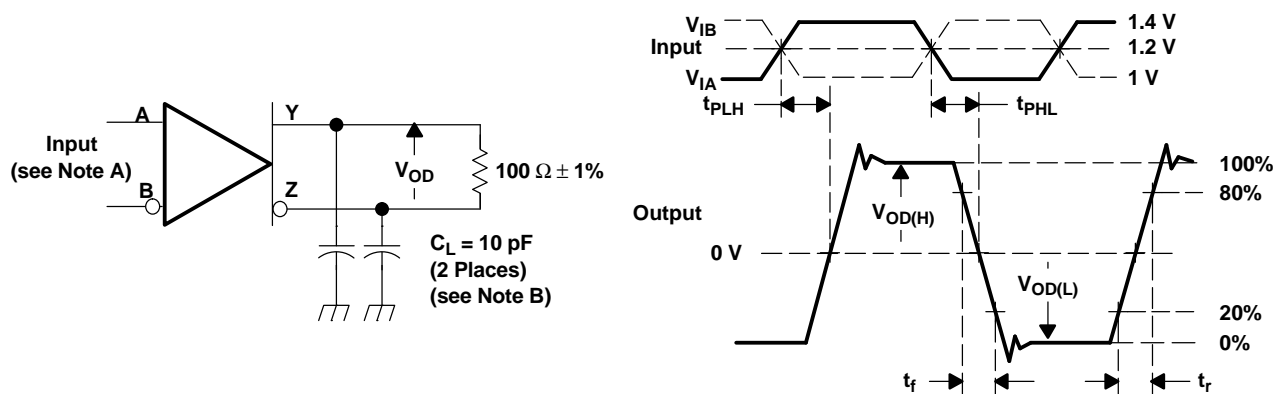 A
Y
Input
(see Note A)
B
Z
VOD
100 Ω ± 1%
CL = 10 pF
(2 Places)
(see Note B)
VIB
Input
VIA
1.4 V
1.2 V
1 V
tPLH
tPHL
Output
0 V
VOD(H)
VOD(L)
100%
80%
20%
0%
tf
tr